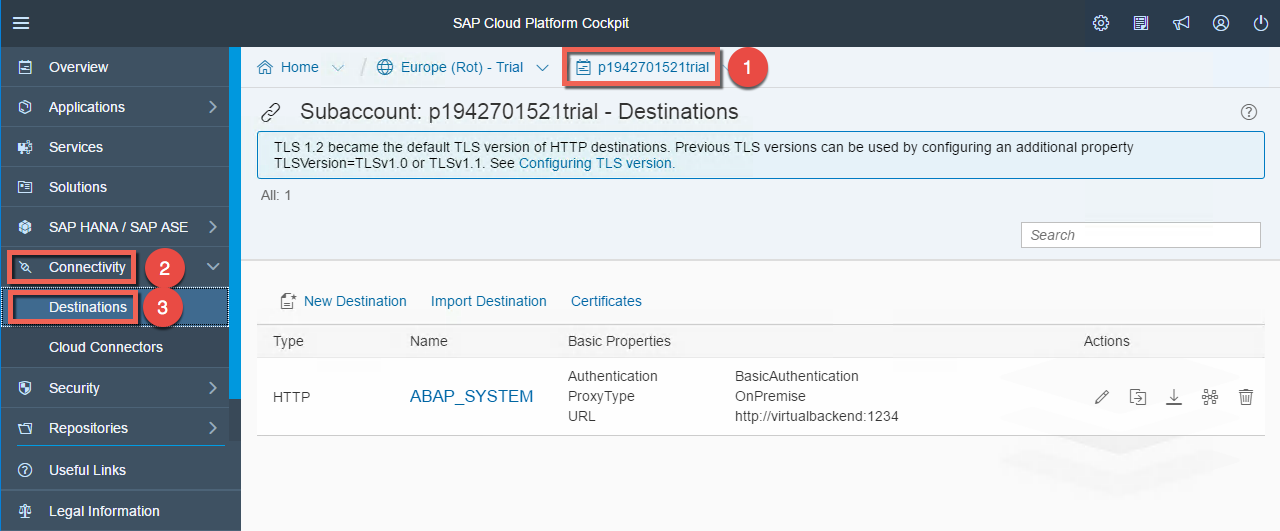 SAP Cloud Platform Cockpit
Overview
Applications
Services
Solutions
SAP HANA / SAP ASE
Connectivity
2
Destinations
3
Cloud Connectors
Security
Repositories
Useful Links
Legal Information
Home
Europe (Rot) - Trial
p1942701521trial
1
Subaccount: p1942701521trial - Destinations
TLS 1.2 became the default TLS version of HTTP destinations. Previous TLS versions can be used by configuring an additional property
TLSVersion=TLSv1.0 or TLSv1.1. See Configuring TLS version.
All: 1
Search
New Destination Import Destination Certificates
Type Name Basic Properties Actions
HTTP ABAP_SYSTEM
Authentication BasicAuthentication
ProxyType OnPremise
URL http://virtualbackend:1234